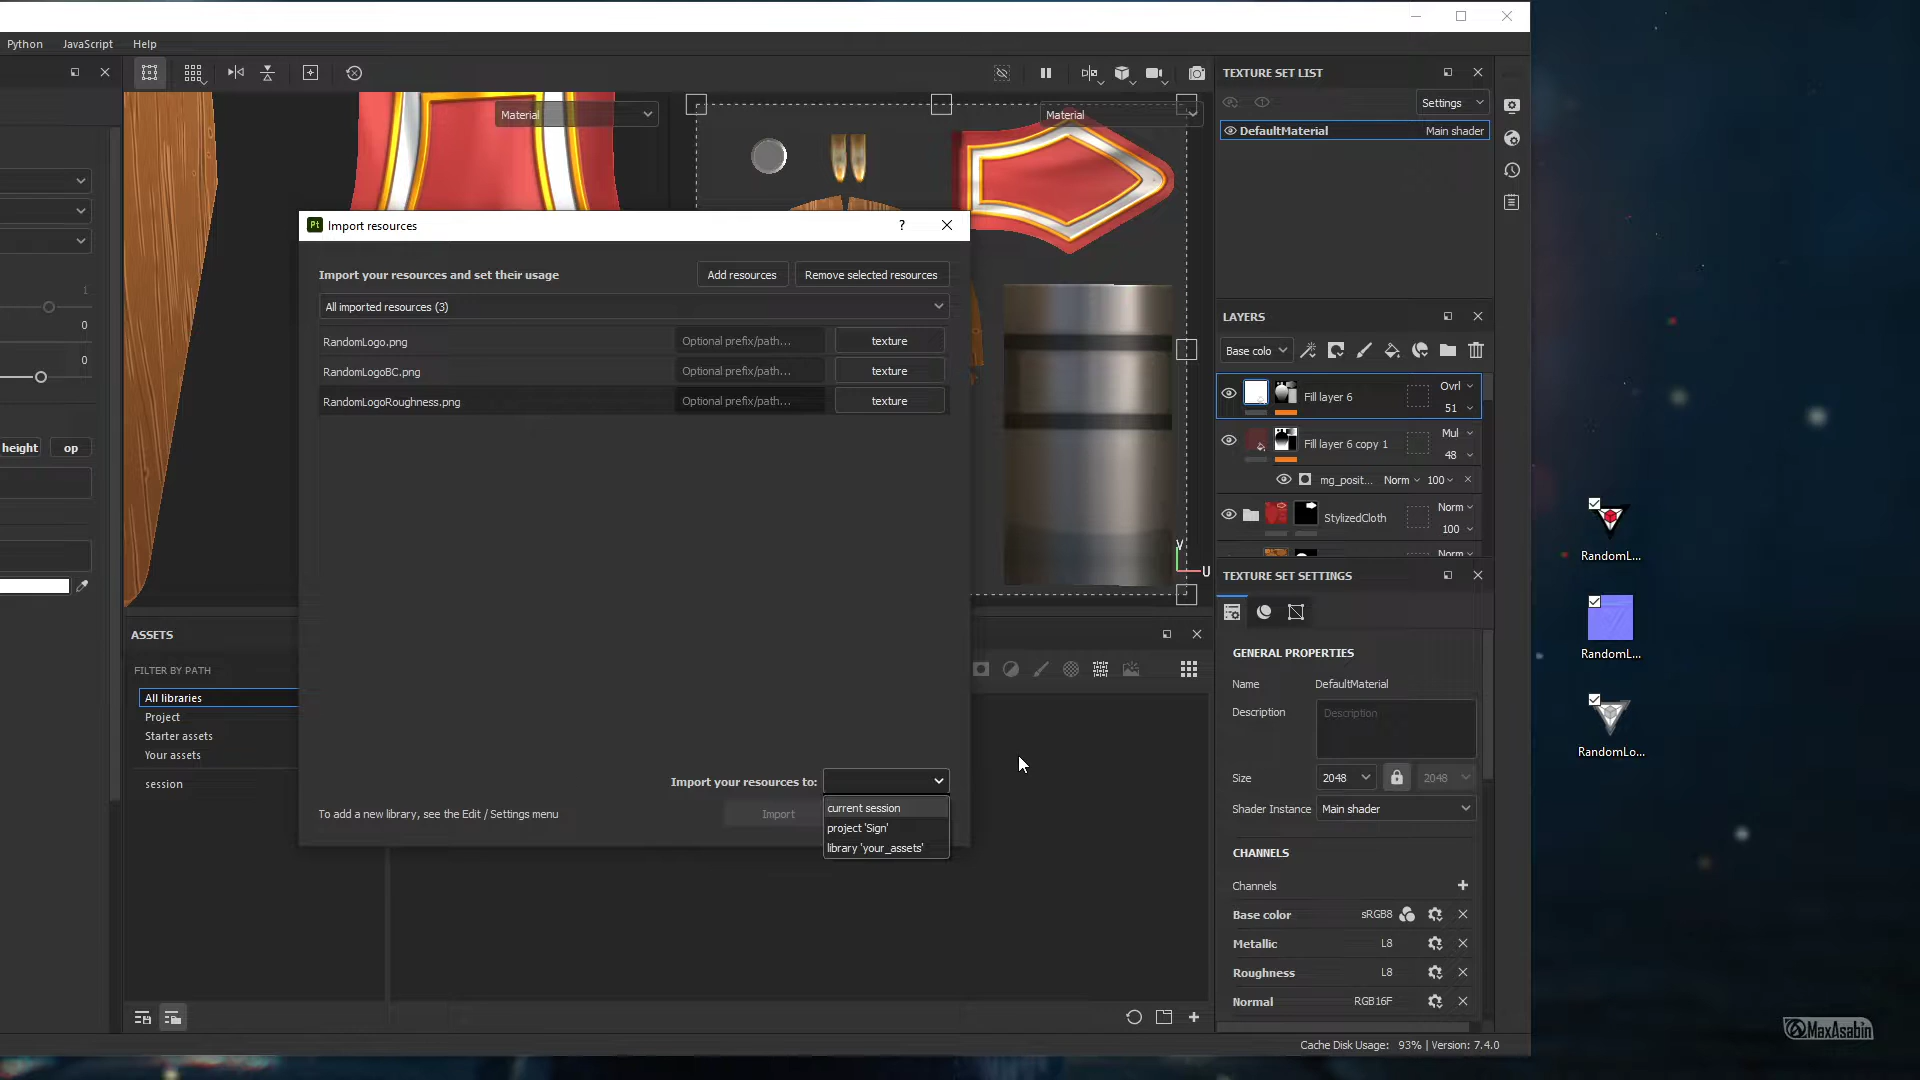 Python JavaScript Help
Material
Material
TEXTURE SET LIST
Settings
DefaultMaterial Main shader
Pt Import resources ?
Import your resources and set their usage Add resources Remove selected resources
All imported resources (3)
RandomLogo.png Optional prefix/path... texture
RandomLogoBC.png Optional prefix/path... texture
RandomLogoRoughness.png Optional prefix/path... texture
1
0
0
height op
LAYERS
Base colo
Fill layer 6 Ovrl
51
Fill layer 6 copy 1 Mul
48
mg_posit... Norm 100
StylizedCloth Norm
100
Norm
V
U
RandomL...
RandomL...
RandomLo...
TEXTURE SET SETTINGS
GENERAL PROPERTIES
Name DefaultMaterial
Description Description
Size 2048 2048
Shader Instance Main shader
CHANNELS
Channels
Base color sRGB8
Metallic L8
Roughness L8
Normal RGB16F
ASSETS
FILTER BY PATH
All libraries
Project
Starter assets
Your assets
session
Import your resources to:
To add a new library, see the Edit / Settings menu Import
current session
project 'Sign'
library 'your_assets'
Cache Disk Usage: 93% | Version: 7.4.0
MaxAsabin